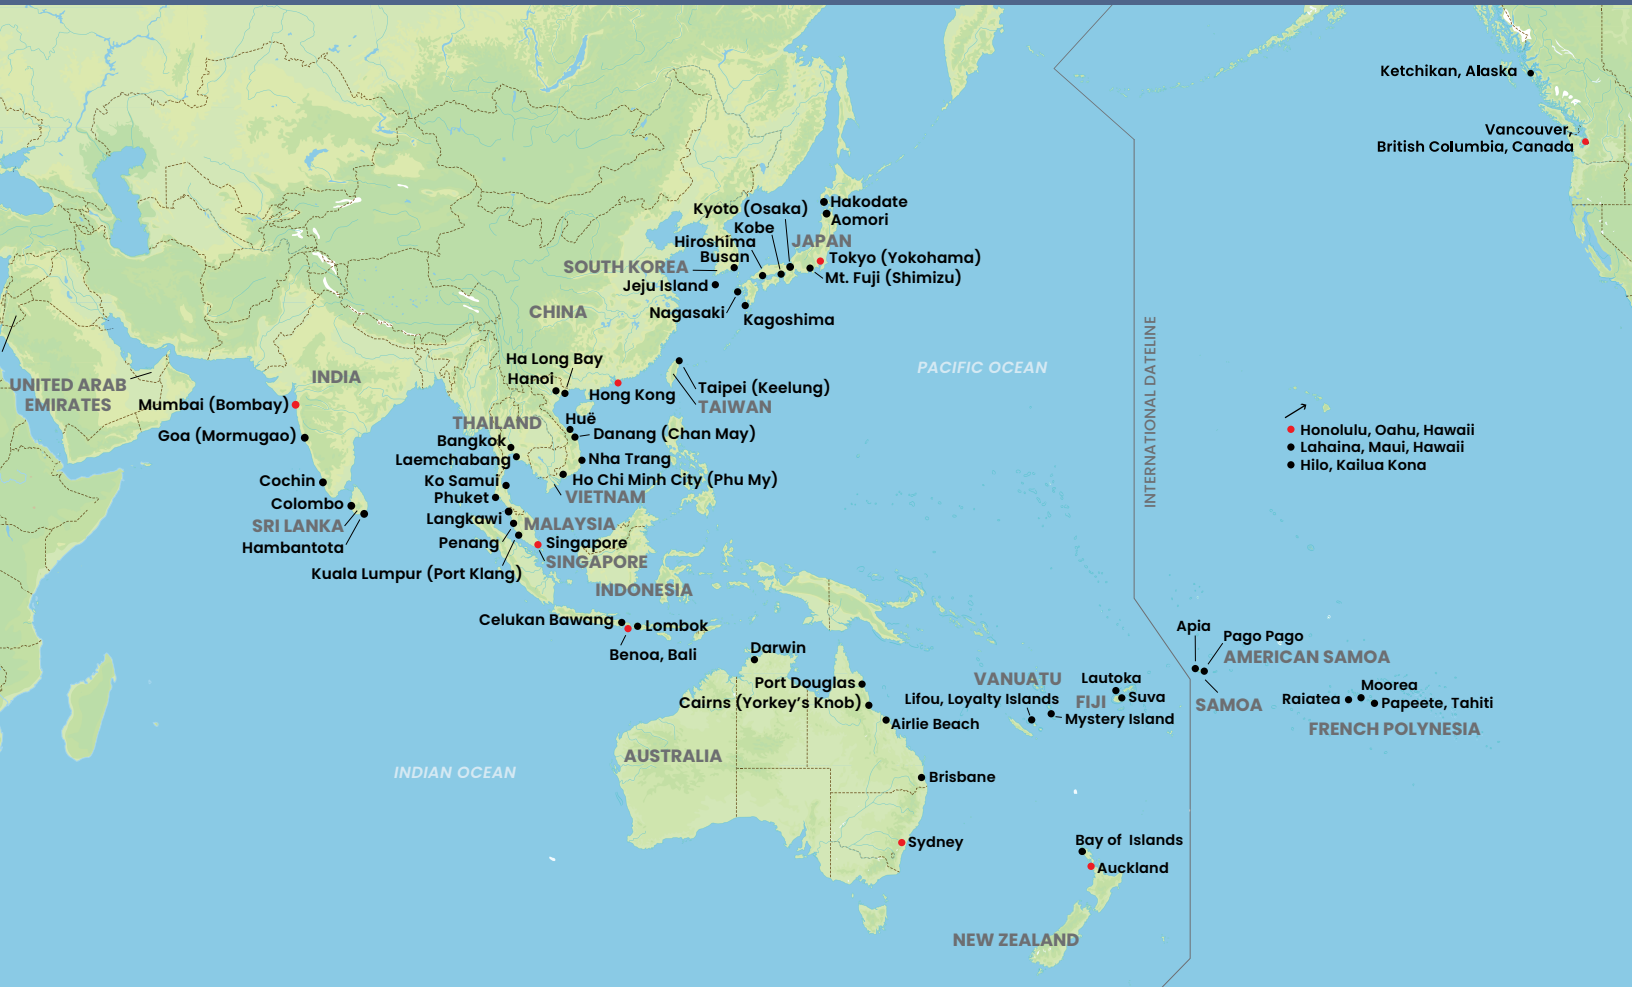 Ketchikan, Alaska
Vancouver,
British Columbia, Canada
Hakodate
Kyoto (Osaka)
Aomori
Kobe
Hiroshima
JAPAN
Busan
Tokyo (Yokohama)
SOUTH KOREA
Mt. Fuji (Shimizu)
Jeju Island
CHINA
Nagasaki
Kagoshima
Ha Long Bay
PACIFIC OCEAN
INTERNATIONAL DATELINE
INDIA
Hanoi
UNITED ARAB
EMIRATES
Taipei (Keelung)
Hong Kong
TAIWAN
Mumbai (Bombay)
THAILAND
Huë
Danang (Chan May)
Goa (Mormugao)
Bangkok
Honolulu, Oahu, Hawaii
Lahaina, Maui, Hawaii
Hilo, Kailua Kona
Laemchabang
Nha Trang
Cochin
Ko Samui
Ho Chi Minh City (Phu My)
Phuket
VIETNAM
Colombo
SRI LANKA
Langkawi
MALAYSIA
Hambantota
Penang
Singapore
SINGAPORE
Kuala Lumpur (Port Klang)
INDONESIA
Celukan Bawang
Lombok
Benoa, Bali
Apia
Pago Pago
AMERICAN SAMOA
Darwin
VANUATU
Lautoka
Port Douglas
Moorea
Lifou, Loyalty Islands
FIJI
Suva
SAMOA
Raiatea
Papeete, Tahiti
Cairns (Yorkey's Knob)
Mystery Island
Airlie Beach
FRENCH POLYNESIA
AUSTRALIA
INDIAN OCEAN
Brisbane
Sydney
Bay of Islands
Auckland
NEW ZEALAND